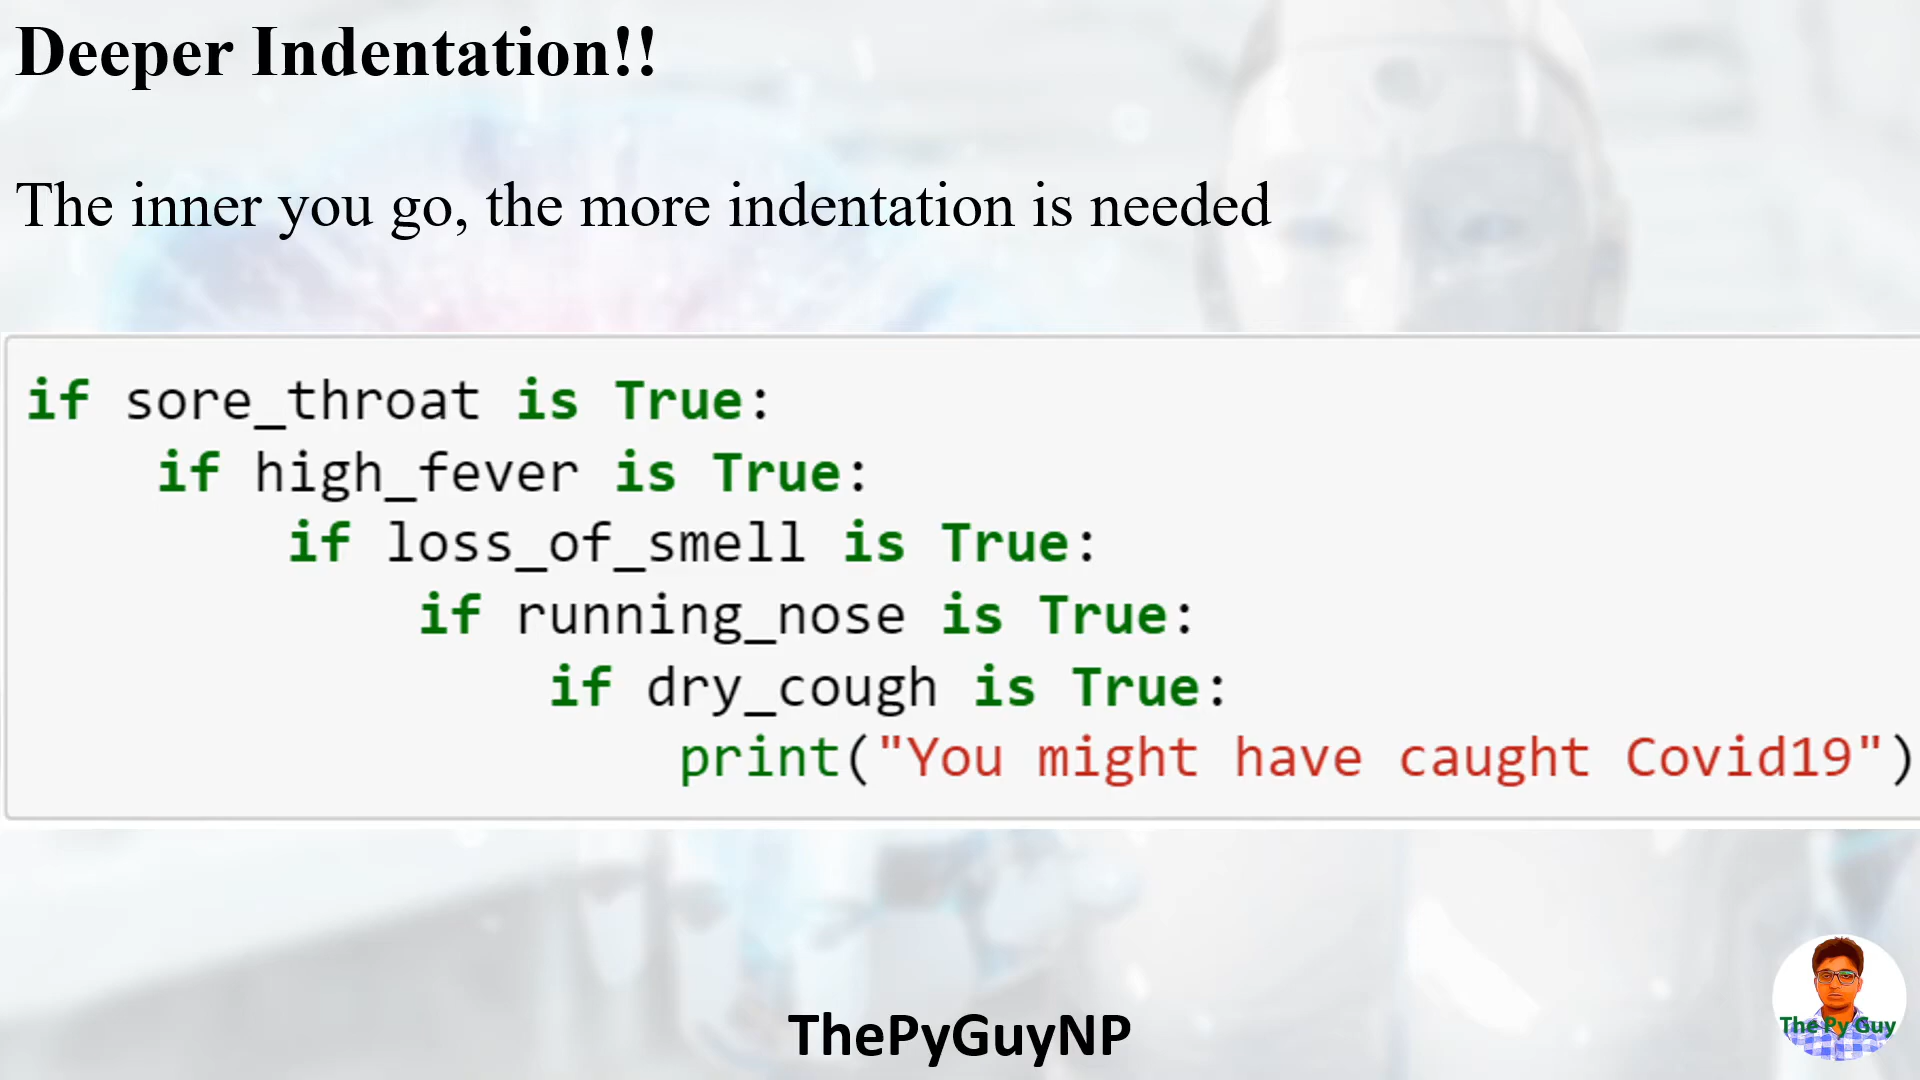 Deeper Indentation!!
The inner you go, the more indentation is needed
if sore_throat is True:
    if high_fever is True:
        if loss_of_smell is True:
            if running_nose is True:
                if dry_cough is True:
                    print("You might have caught Covid19")
ThePyGuyNP
The Py Guy